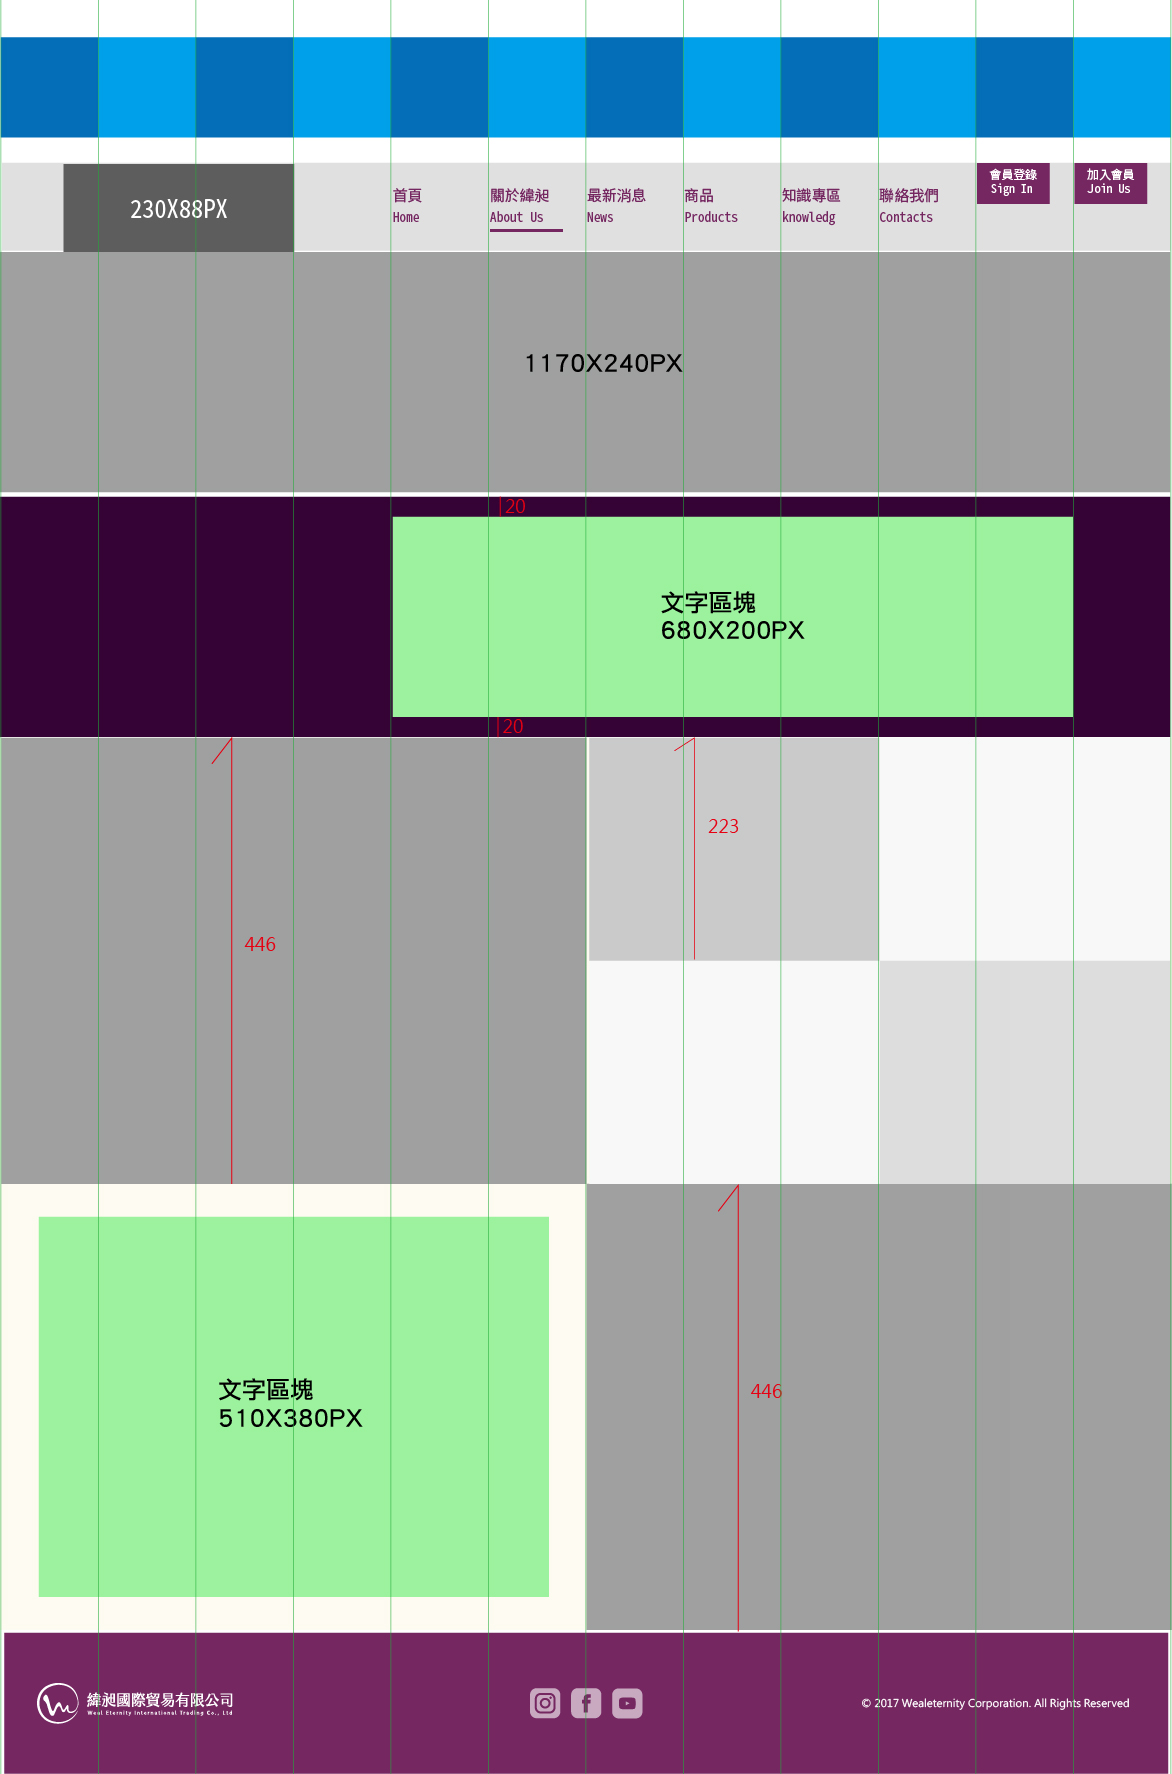 230X88PX
首頁
Home
關於緯昶
About Us
最新消息
News
商品
Products
知識專區
knowledg
聯絡我們
Contacts
會員登錄
Sign In
加入會員
Join Us
1170X240PX
20
文字區塊
680X200PX
20
223
446
文字區塊
510X380PX
446
緯昶國際貿易有限公司
Weal Eternity International Trading Co., Ltd
© 2017 Wealeternity Corporation. All Rights Reserved